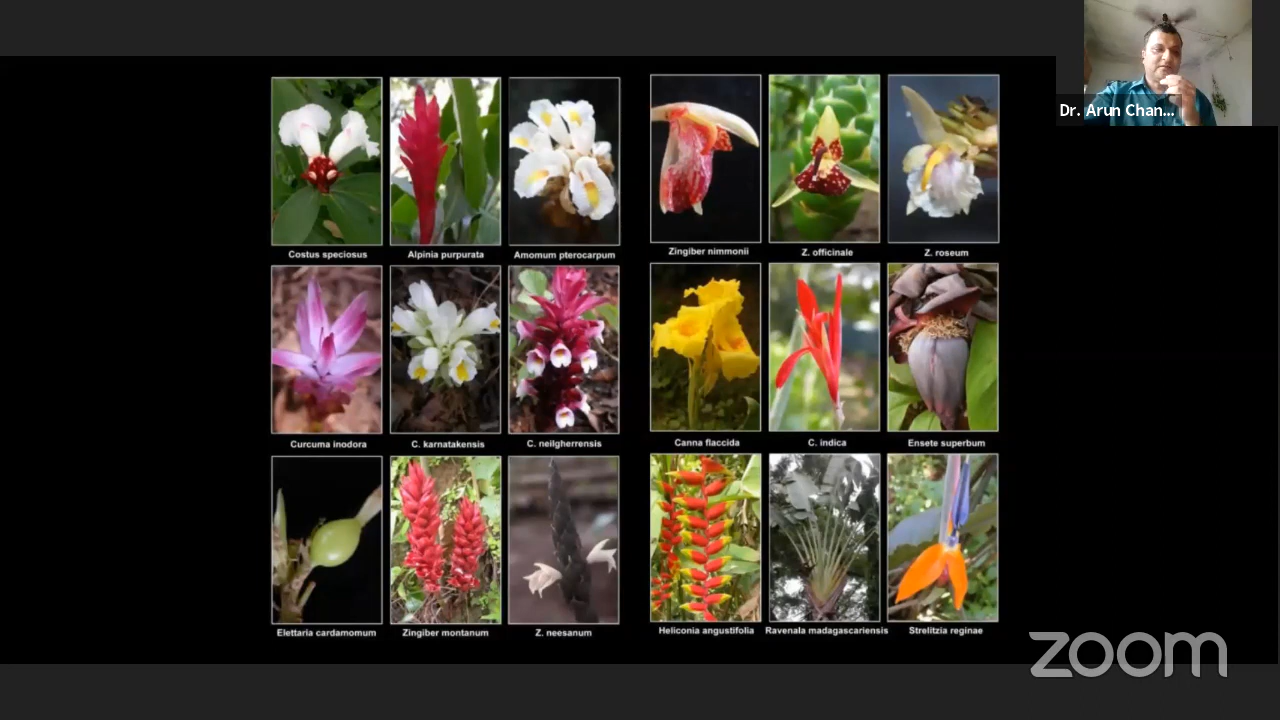 Dr. Arun Chan...
Costus speciosus
Alpinia purpurata
Amomum pterocarpum
Zingiber nimmonii
Z. officinale
Z. roseum
Curcuma inodora
C. karnatakensis
C. neilgherrensis
Canna flaccida
C. indica
Ensete superbum
Elettaria cardamomum
Zingiber montanum
Z. neesanum
Heliconia angustifolia
Ravenala madagascariensis
Strelitzia reginae
zoom